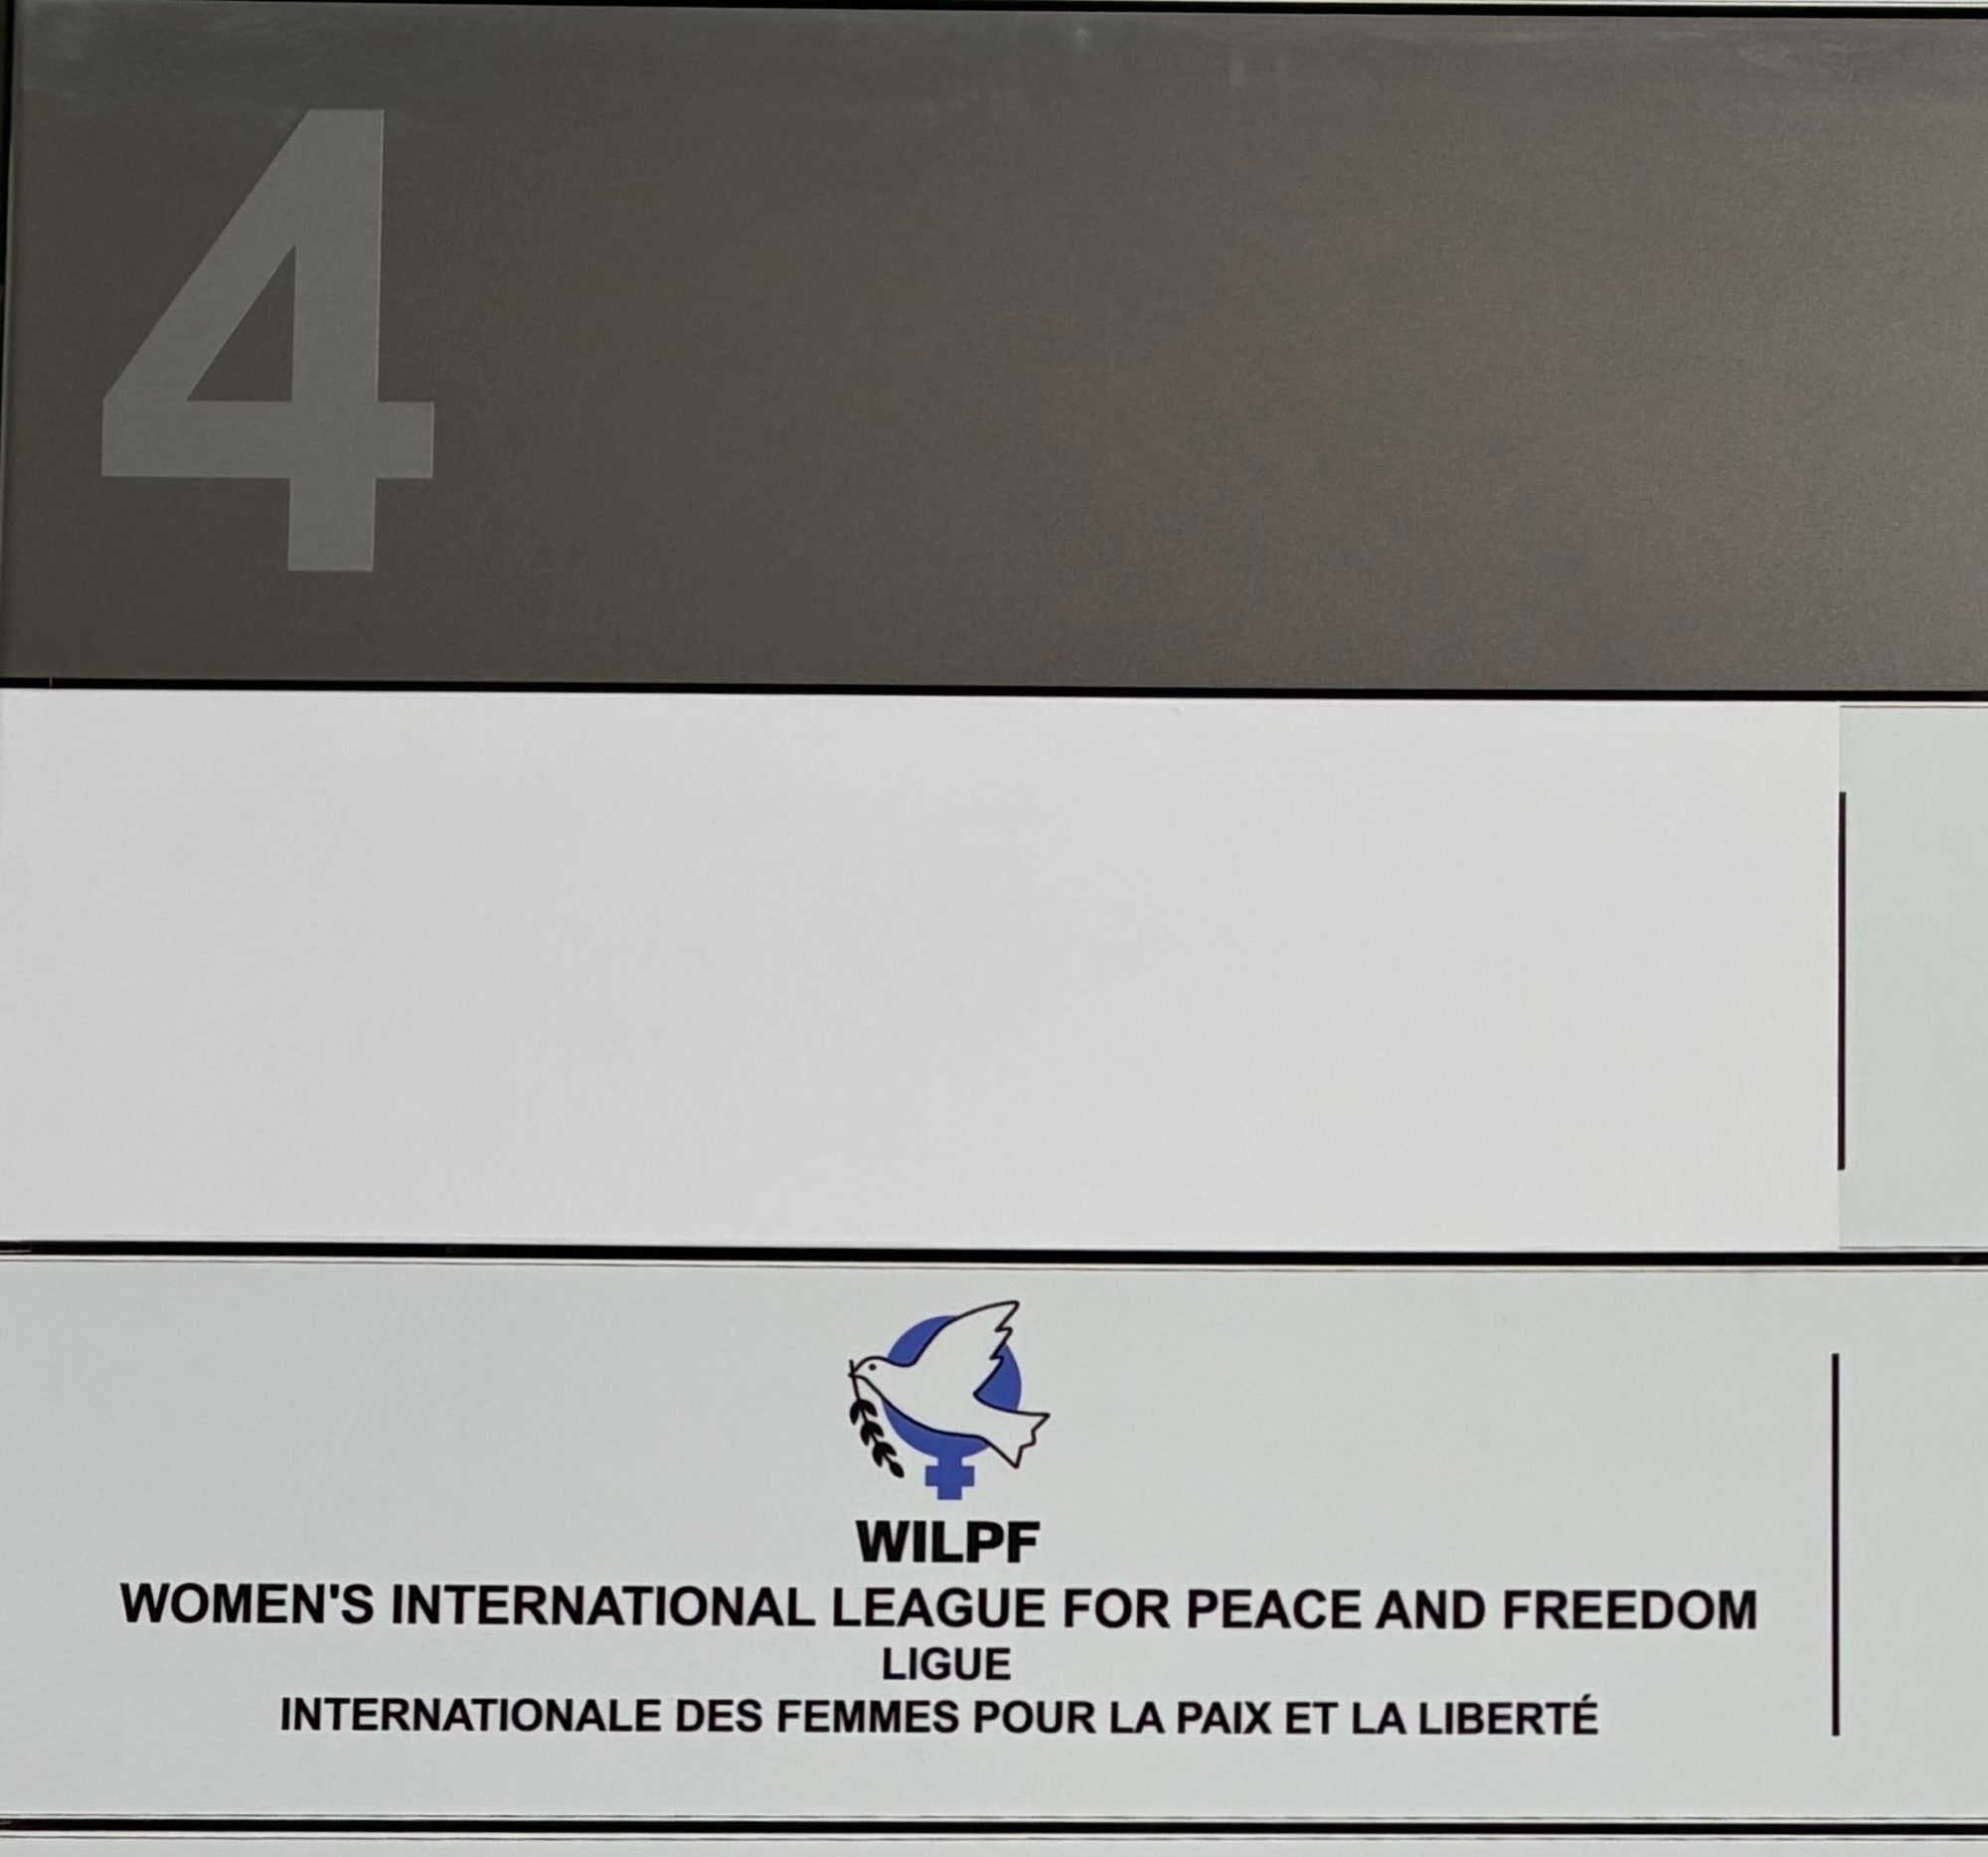 4
WILPF
WOMEN'S INTERNATIONAL LEAGUE FOR PEACE AND FREEDOM
LIGUE
INTERNATIONALE DES FEMMES POUR LA PAIX ET LA LIBERTÉ